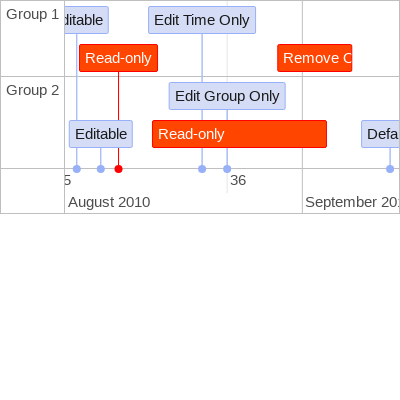 Group 1
ditable
Edit Time Only
Read-only
Remove
Group 2
Edit Group Only
Editable
Read-only
Defa
5
36
August 2010
September 20